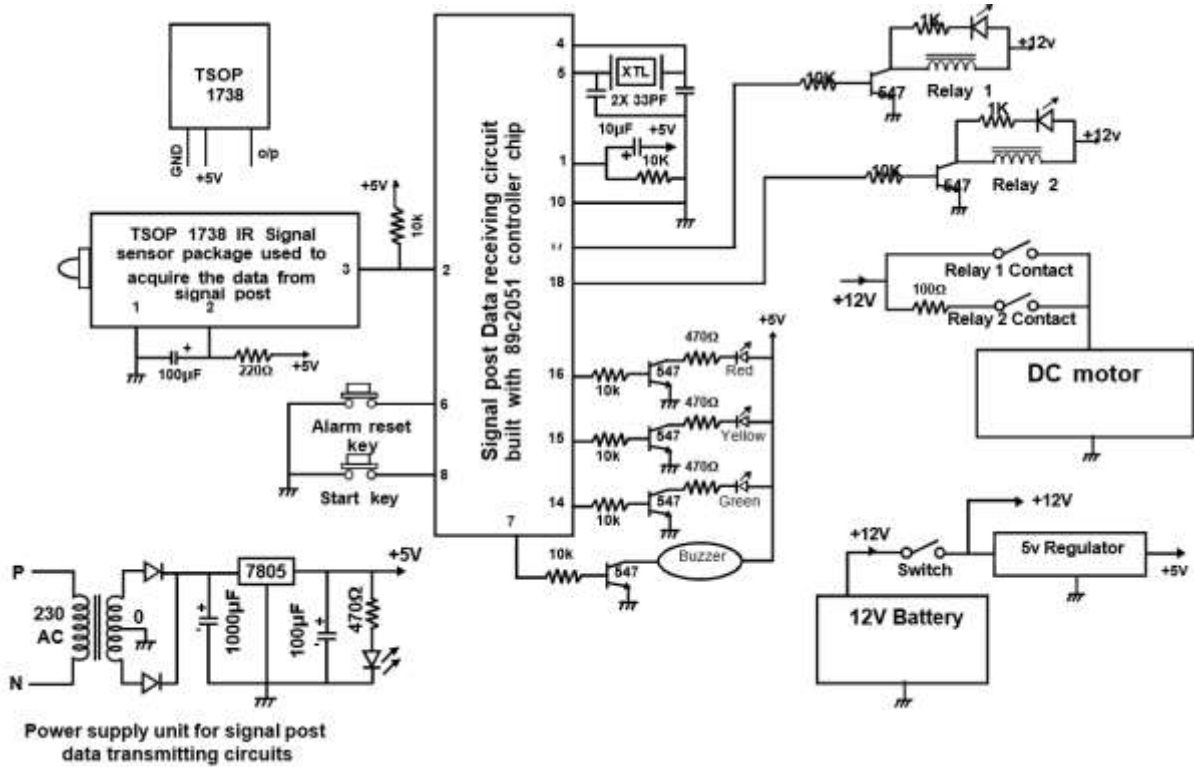 TSOP
1738
GND
+5V
o/p
TSOP 1738 IR Signal
sensor package used to
acquire the data from
signal post
1
2
3
+
100µF
220Ω
+5V
+5V
10k
Alarm reset
key
Start key
Signal post Data receiving circuit
built with 89c2051 controller chip
2
6
8
7
4
5
1
10
17
18
16
15
14
XTL
2X 33PF
10µF
+5V
+
10K
10K
547
1K
+12v
Relay 1
10K
547
1K
+12v
Relay 2
+12V
Relay 1 Contact
100Ω
Relay 2 Contact
DC motor
+5V
10k
547
470Ω
Red
10k
547
470Ω
Yellow
10k
547
470Ω
Green
10k
547
Buzzer
+12V
+12V
Switch
5v Regulator
+5V
12V Battery
P
N
230
AC
0
+
-
1000µF
7805
100µF
+
-
470Ω
+5V
Power supply unit for signal post
data transmitting circuits